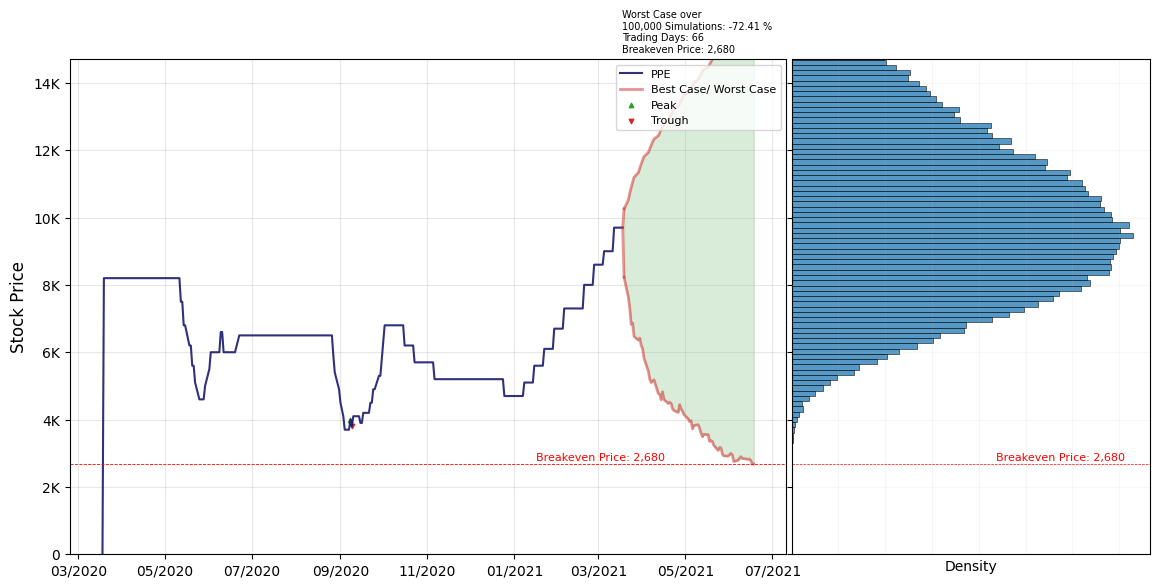 Worst Case over
100,000 Simulations: -72.41 %
Trading Days: 66
Breakeven Price: 2,680
PPE
Best Case/ Worst Case
Peak
Trough
Stock Price
14K
12K
10K
8K
6K
4K
2K
0
Breakeven Price: 2,680
Breakeven Price: 2,680
03/2020 05/2020 07/2020 09/2020 11/2020 01/2021 03/2021 05/2021 07/2021
Density